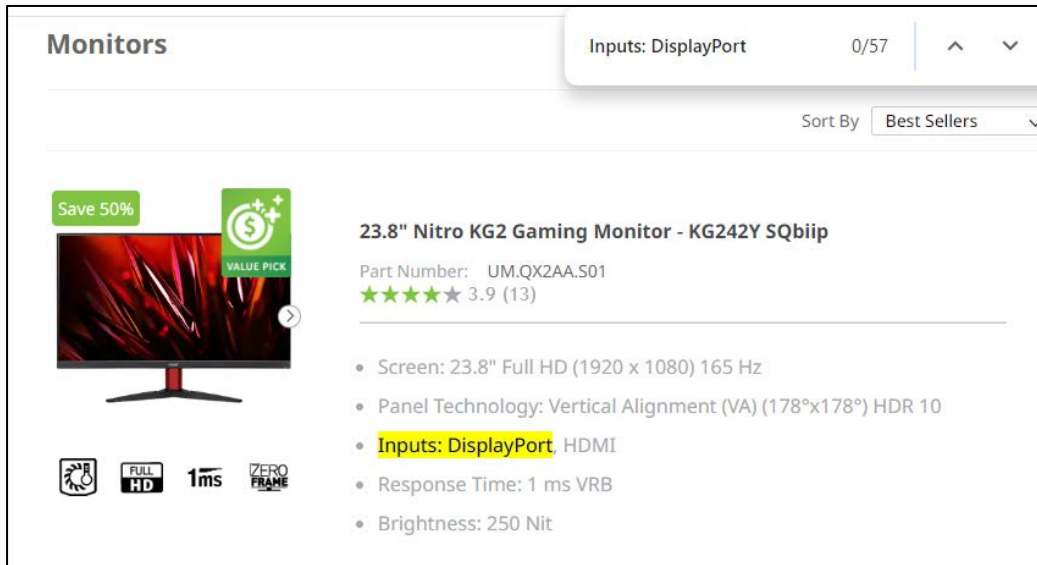 Monitors
Inputs: DisplayPort 0/57
Sort By Best Sellers
Save 50%
VALUE PICK
23.8" Nitro KG2 Gaming Monitor - KG242Y SQbiip
Part Number: UM.QX2AA.S01
3.9 (13)
Screen: 23.8" Full HD (1920 x 1080) 165 Hz
Panel Technology: Vertical Alignment (VA) (178°x178°) HDR 10
Inputs: DisplayPort, HDMI
Response Time: 1 ms VRB
Brightness: 250 Nit
FULL
HD
1ms
ZERO
FRAME